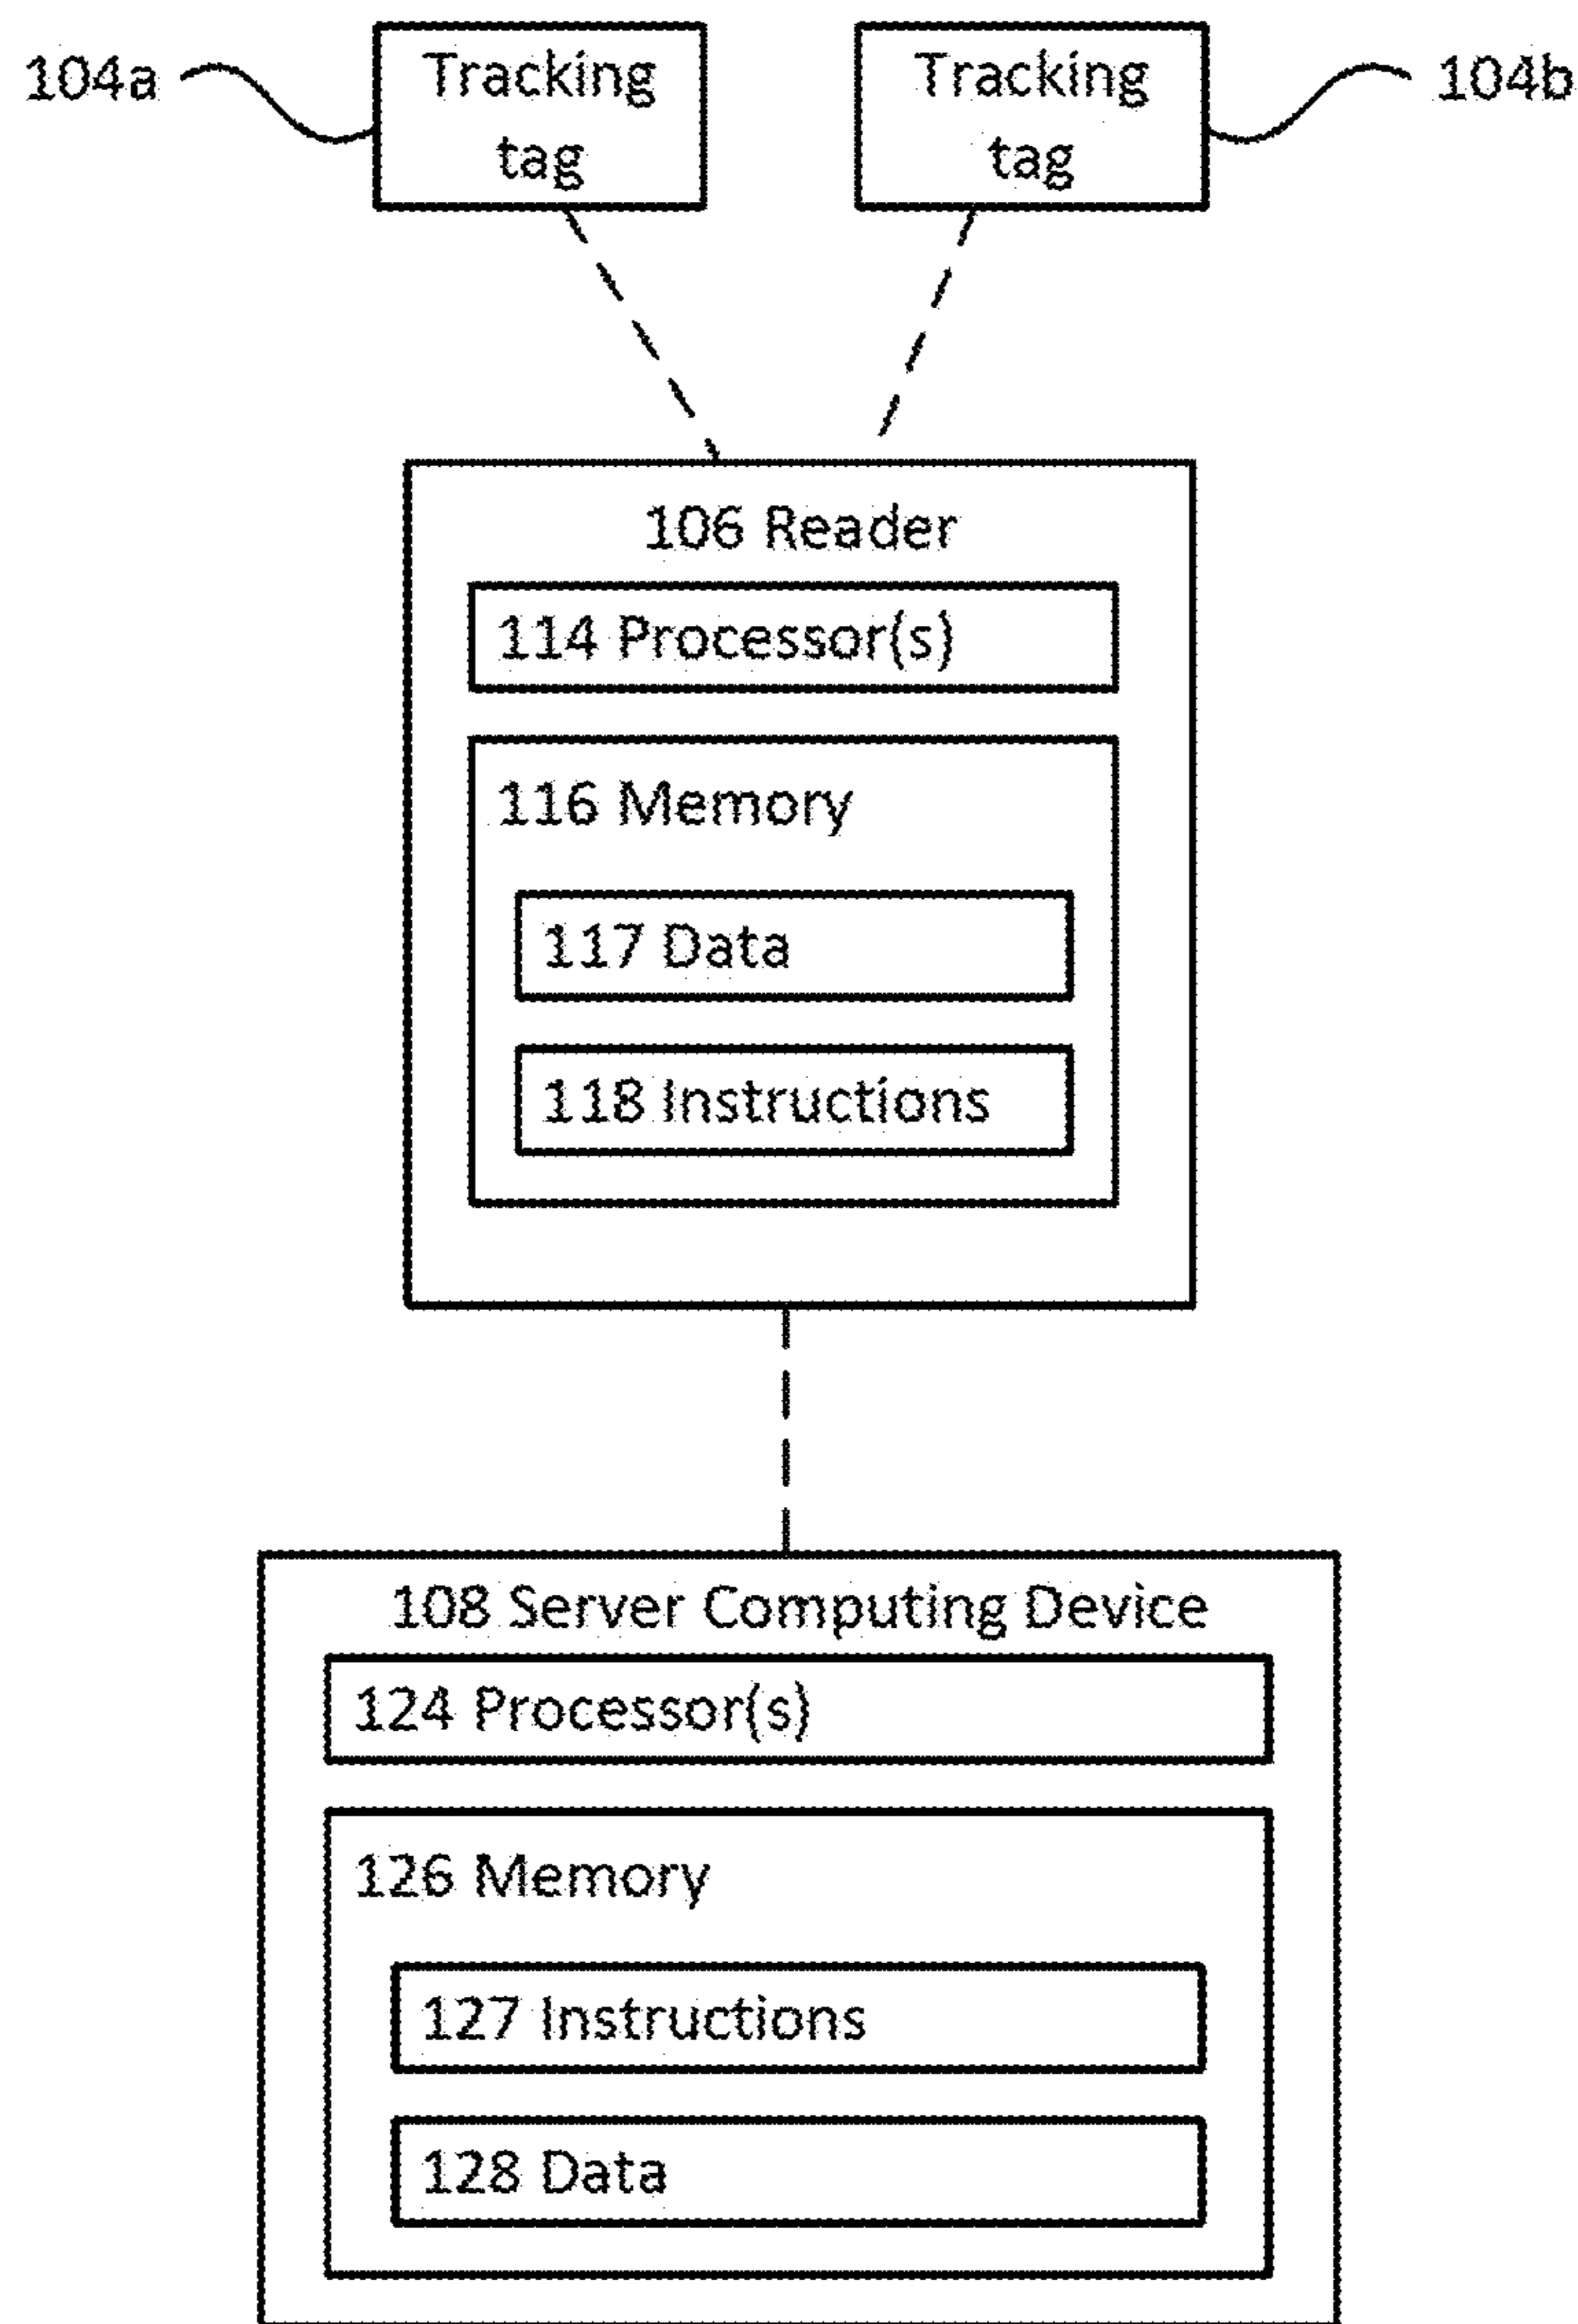 104a
Tracking
tag
Tracking
tag
104b
106 Reader
114 Processor(s)
116 Memory
117 Data
118 Instructions
108 Server Computing Device
124 Processor(s)
126 Memory
127 Instructions
128 Data